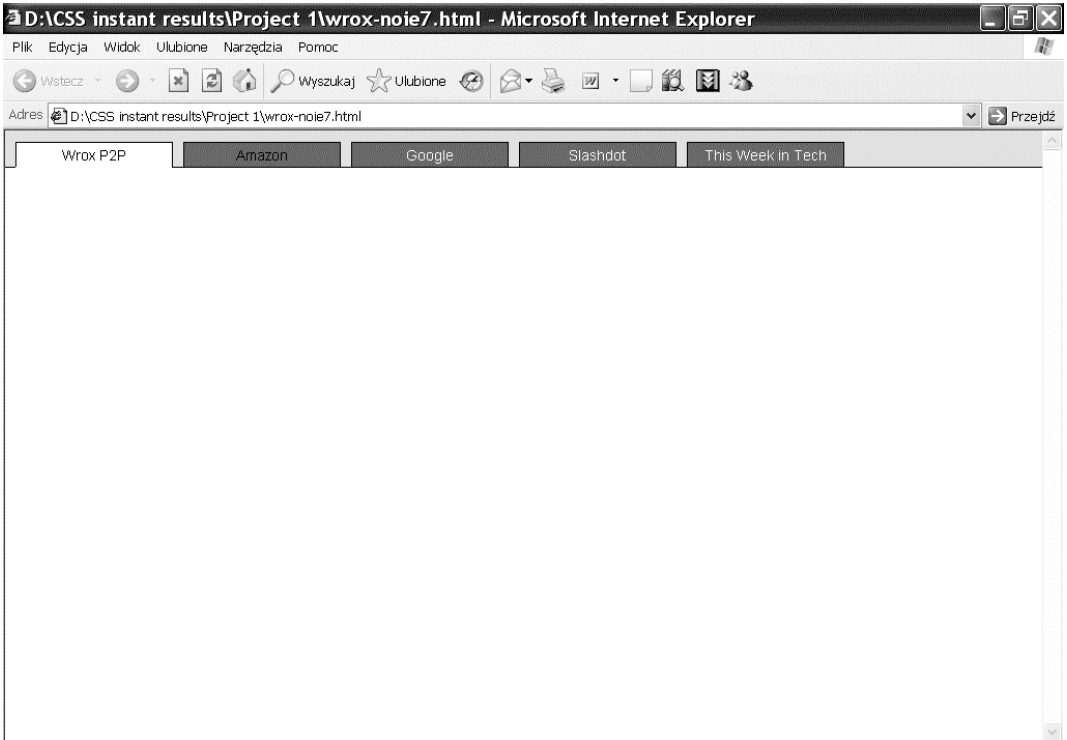 D:\CSS instant results\Project 1\wrox-noie7.html - Microsoft Internet Explorer
Plik Edycja Widok Ulubione Narzędzia Pomoc
Wstecz Wyszukaj Ulubione
Adres D:\CSS instant results\Project 1\wrox-noie7.html Przejdź
Wrox P2P Amazon Google Slashdot This Week in Tech